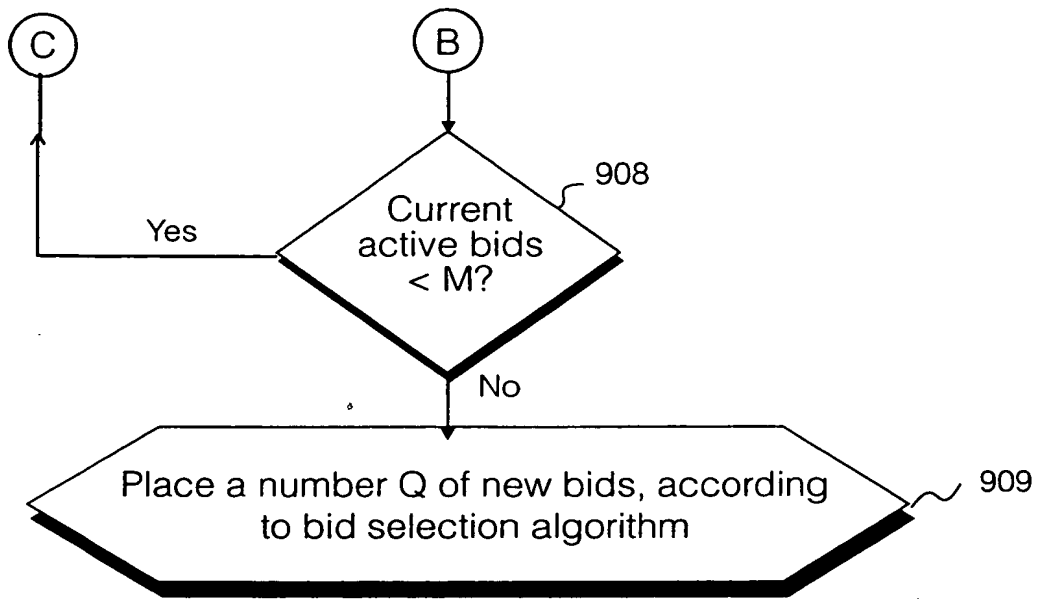 C
B
908
Current
active bids
< M?
Yes
No
Place a number Q of new bids, according
to bid selection algorithm
909